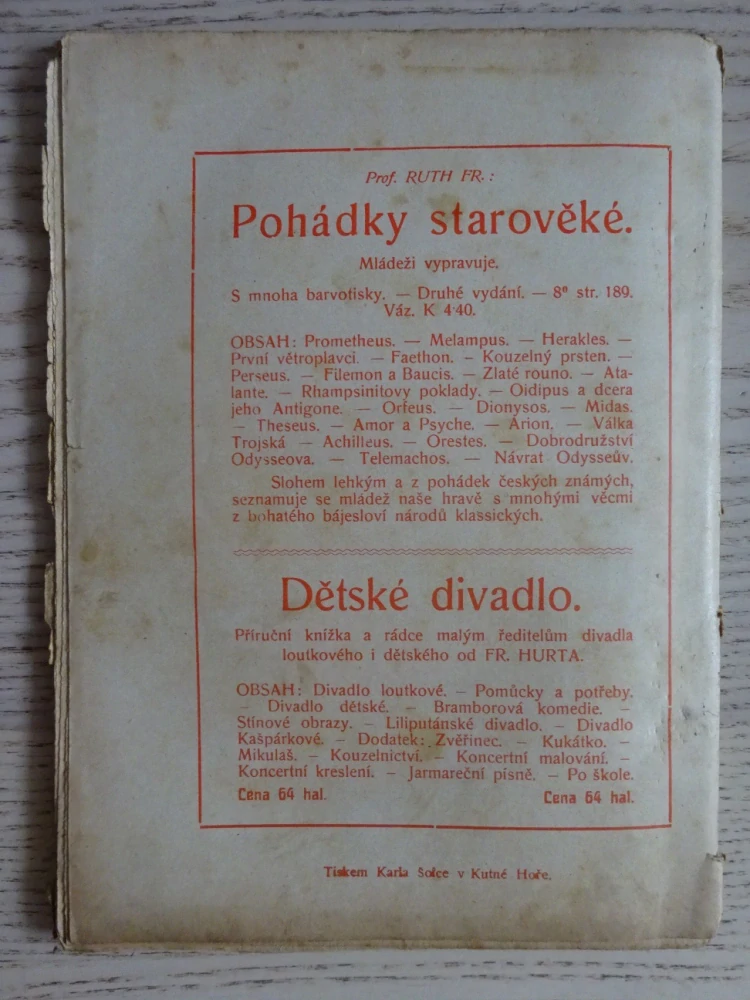 Prof. RUTH FR.:
Pohádky starověké.
Mládeži vypravuje.
S mnoha barvotisky. — Druhé vydání. — 8º str. 189.
Váz. K 4·40.
OBSAH: Prometheus. — Melampus. — Herakles. —
První větroplavci. — Faethon. — Kouzelný prsten. —
Perseus. — Filemon a Baucis. — Zlaté rouno. — Ata-
lante. — Rhampsinitovy poklady. — Oidipus a dcera
jeho Antigone. — Orfeus. — Dionysos. — Midas.
— Theseus. — Amor a Psyche. — Arion. — Válka
Trojská — Achilleus. — Orestes. — Dobrodružství
Odysseova. — Telemachos. — Návrat Odysseův.
Slohem lehkým a z pohádek českých známých,
seznamuje se mládež naše hravě s mnohými věcmi
z bohatého bájesloví národů klassických.
Dětské divadlo.
Příruční knížka a rádce malým ředitelům divadla
loutkového i dětského od FR. HURTA.
OBSAH: Divadlo loutkové. — Pomůcky a potřeby.
— Divadlo dětské. — Bramborová komedie. —
Stínové obrazy. — Liliputánské divadlo. — Divadlo
Kašpárkové. — Dodatek: Zvěřinec. — Kukátko. —
Mikulaš. — Kouzelnictví. — Koncertní malování. —
Koncertní kreslení. — Jarmareční písně. — Po škole.
Cena 64 hal. Cena 64 hal.
Tiskem Karla Šolce v Kutné Hoře.